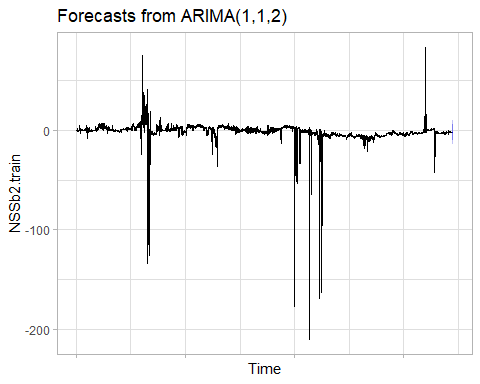 Forecasts from ARIMA(1,1,2)
0
-100
-200
NSSb2.train
Time